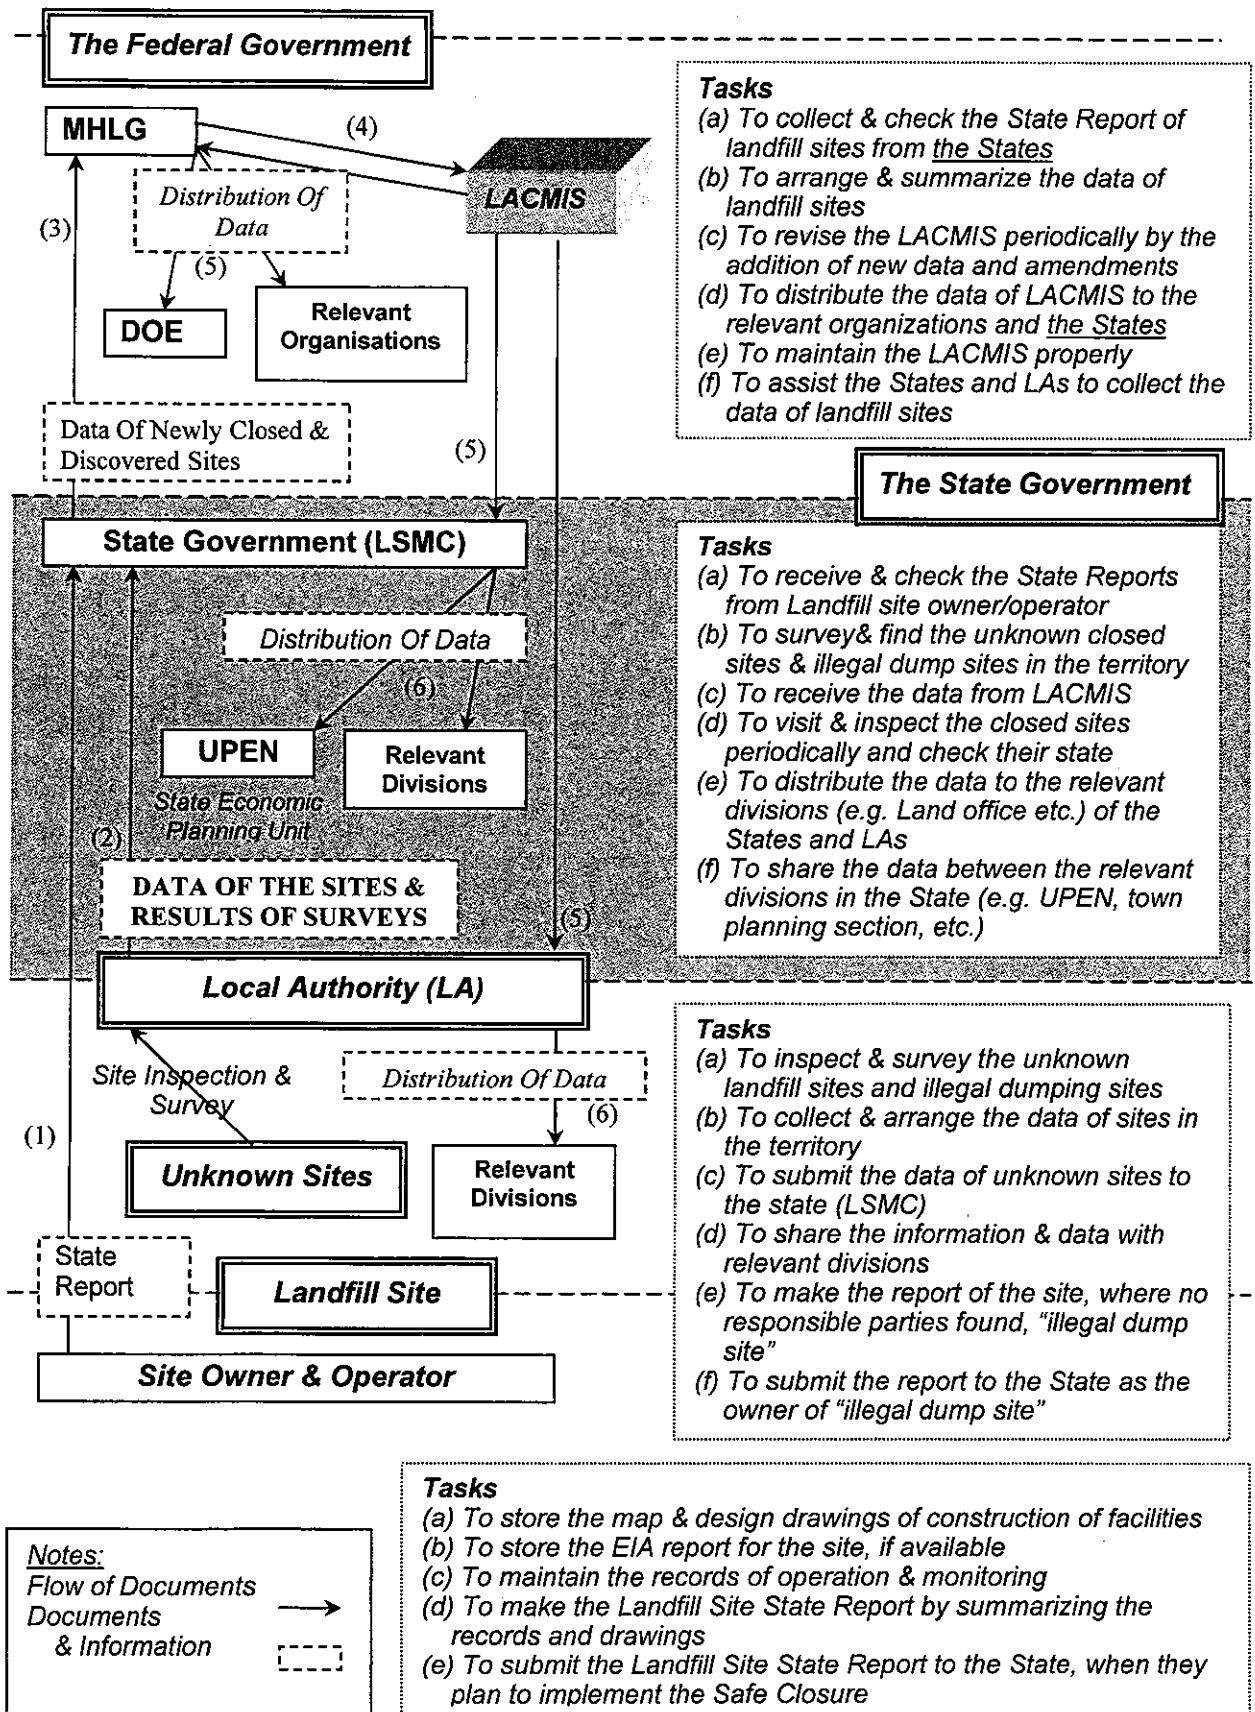 The Federal Government
MHLG
(4)
LACMIS
Distribution Of
Data
(3)
(5)
DOE
Relevant
Organisations
Data Of Newly Closed &
Discovered Sites
(5)
Tasks
(a) To collect & check the State Report of
landfill sites from the States
(b) To arrange & summarize the data of
landfill sites
(c) To revise the LACMIS periodically by the
addition of new data and amendments
(d) To distribute the data of LACMIS to the
relevant organizations and the States
(e) To maintain the LACMIS properly
(f) To assist the States and LAs to collect the
data of landfill sites
The State Government
State Government (LSMC)
Distribution Of Data
(6)
UPEN
Relevant
Divisions
State Economic
Planning Unit
(2)
DATA OF THE SITES &
RESULTS OF SURVEYS
(5)
Tasks
(a) To receive & check the State Reports
from Landfill site owner/operator
(b) To survey& find the unknown closed
sites & illegal dump sites in the territory
(c) To receive the data from LACMIS
(d) To visit & inspect the closed sites
periodically and check their state
(e) To distribute the data to the relevant
divisions (e.g. Land office etc.) of the
States and LAs
(f) To share the data between the relevant
divisions in the State (e.g. UPEN, town
planning section, etc.)
Local Authority (LA)
Site Inspection &
Survey
Distribution Of Data
(6)
(1)
Unknown Sites
Relevant
Divisions
State
Report
Landfill Site
Site Owner & Operator
Tasks
(a) To inspect & survey the unknown
landfill sites and illegal dumping sites
(b) To collect & arrange the data of sites in
the territory
(c) To submit the data of unknown sites to
the state (LSMC)
(d) To share the information & data with
relevant divisions
(e) To make the report of the site, where no
responsible parties found, "illegal dump
site"
(f) To submit the report to the State as the
owner of "illegal dump site"
Tasks
(a) To store the map & design drawings of construction of facilities
(b) To store the EIA report for the site, if available
(c) To maintain the records of operation & monitoring
(d) To make the Landfill Site State Report by summarizing the
records and drawings
(e) To submit the Landfill Site State Report to the State, when they
plan to implement the Safe Closure
Notes:
Flow of Documents
Documents
& Information